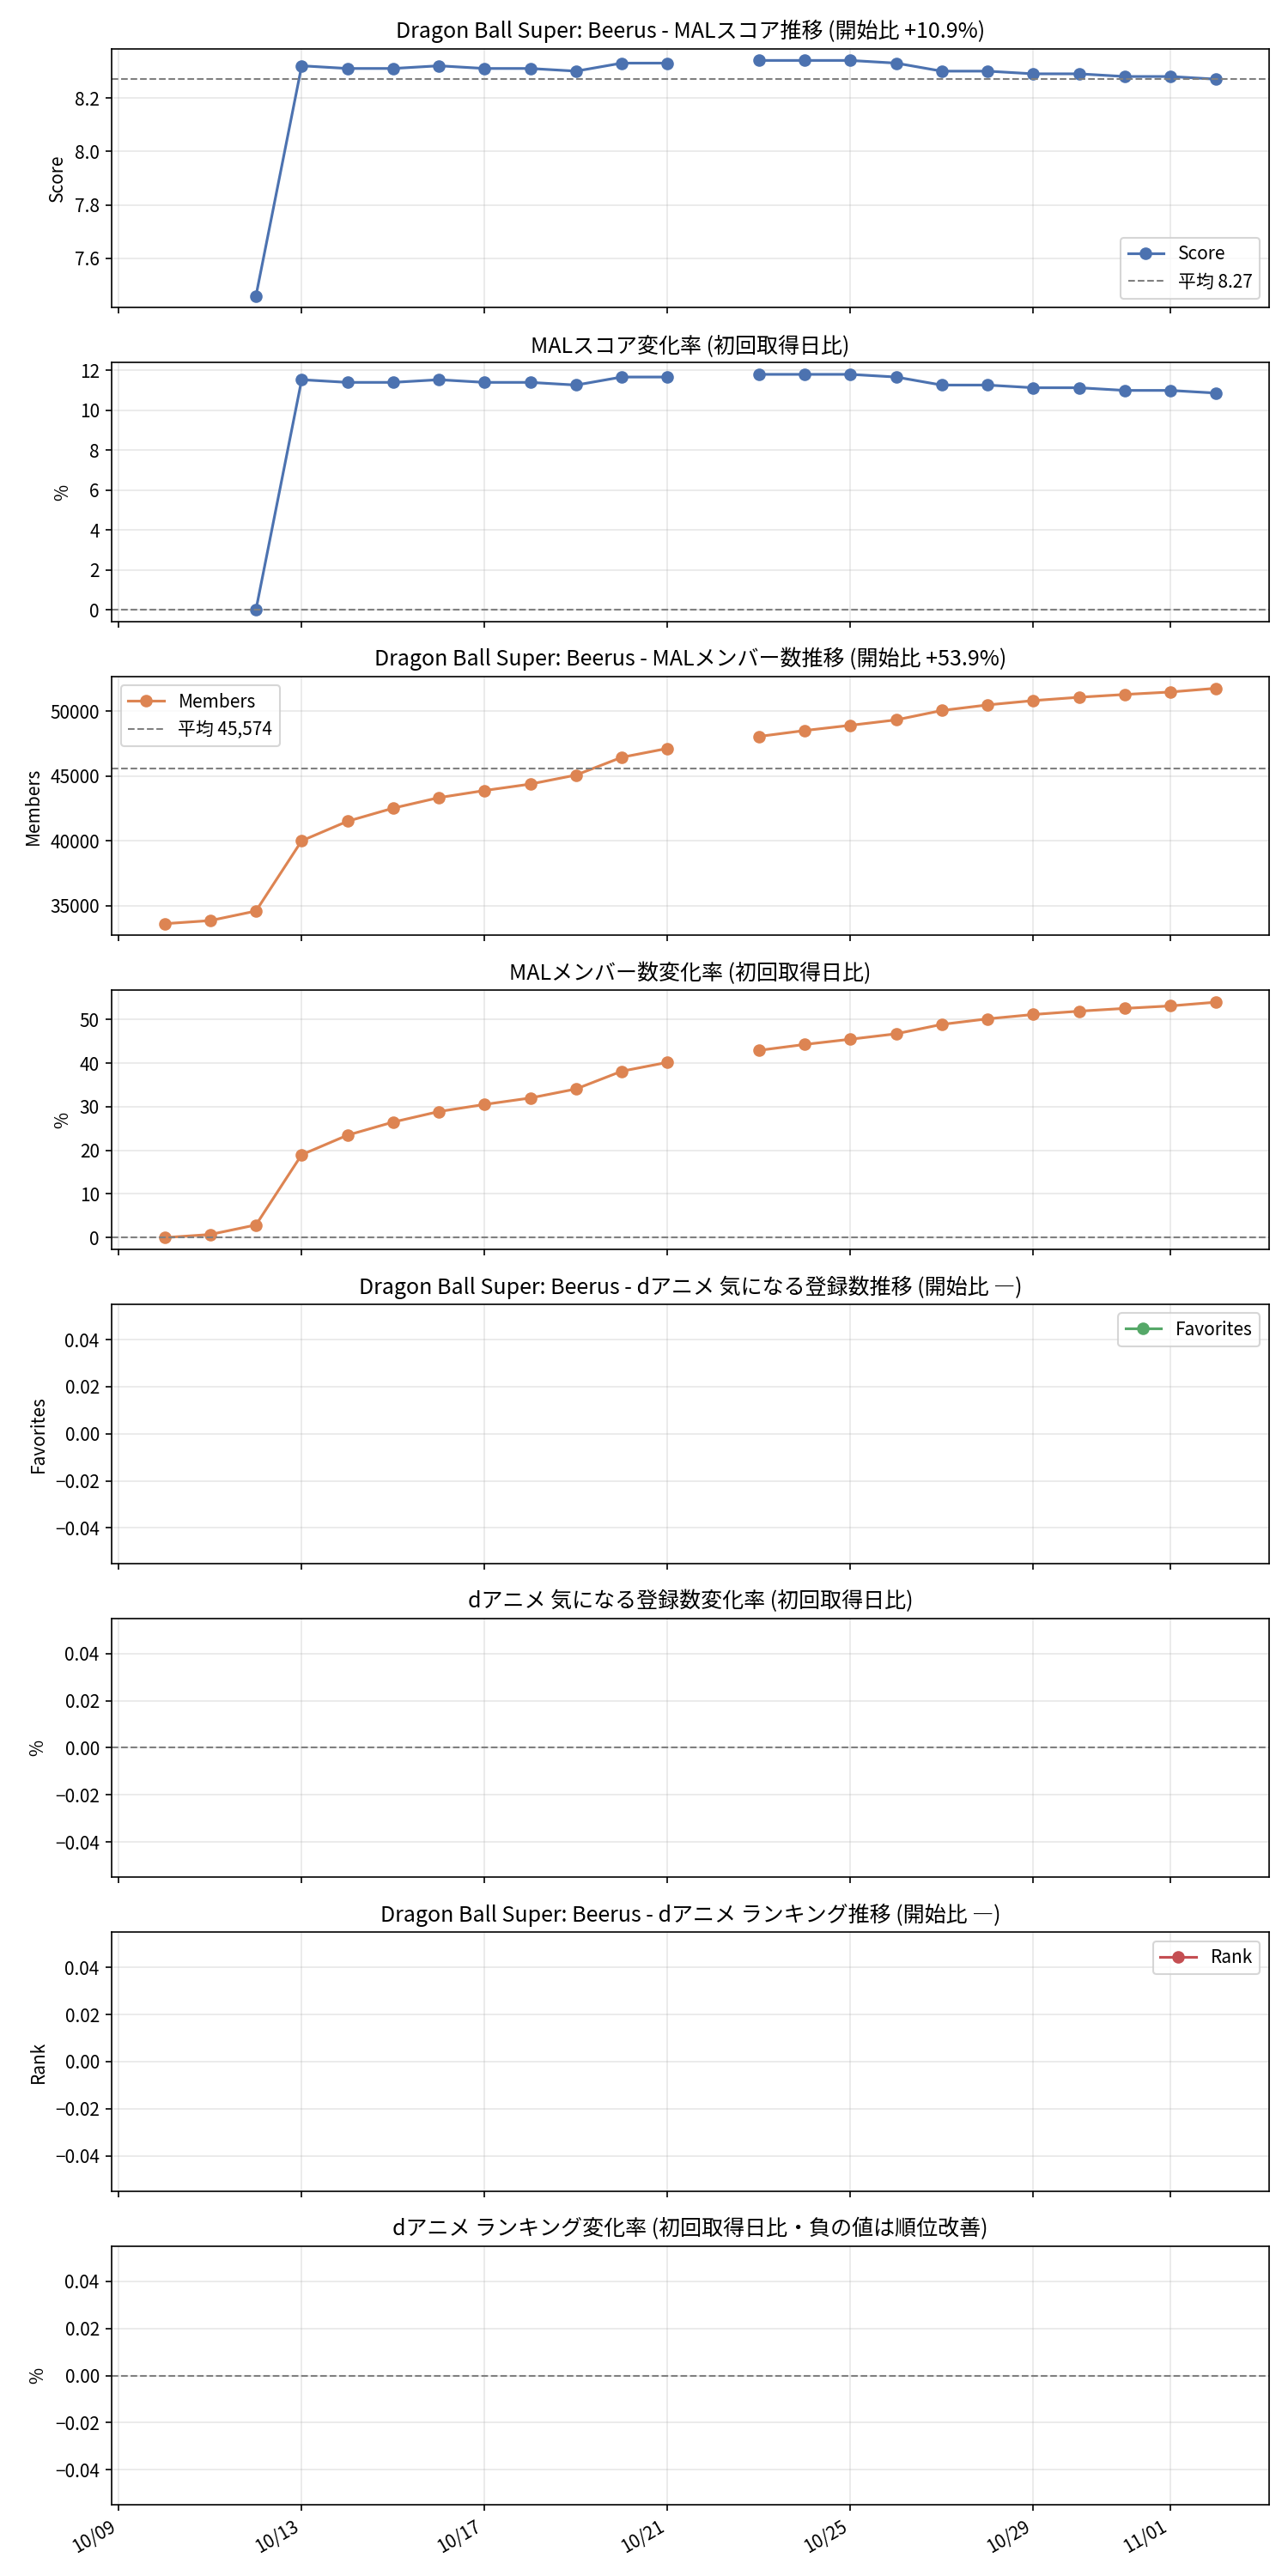 Dragon Ball Super: Beerus - MALスコア推移 (開始比 +10.9%)
Score
8.2
8.0
7.8
7.6
Score
平均 8.27
MALスコア変化率 (初回取得日比)
%
12
10
8
6
4
2
0
Dragon Ball Super: Beerus - MALメンバー数推移 (開始比 +53.9%)
Members
50000
45000
40000
35000
Members
平均 45,574
MALメンバー数変化率 (初回取得日比)
%
50
40
30
20
10
0
Dragon Ball Super: Beerus - dアニメ 気になる登録数推移 (開始比 —)
Favorites
0.04
0.02
0.00
−0.02
−0.04
Favorites
dアニメ 気になる登録数変化率 (初回取得日比)
%
0.04
0.02
0.00
−0.02
−0.04
Dragon Ball Super: Beerus - dアニメ ランキング推移 (開始比 —)
Rank
0.04
0.02
0.00
−0.02
−0.04
Rank
dアニメ ランキング変化率 (初回取得日比・負の値は順位改善)
%
0.04
0.02
0.00
−0.02
−0.04
10/09
10/13
10/17
10/21
10/25
10/29
11/01